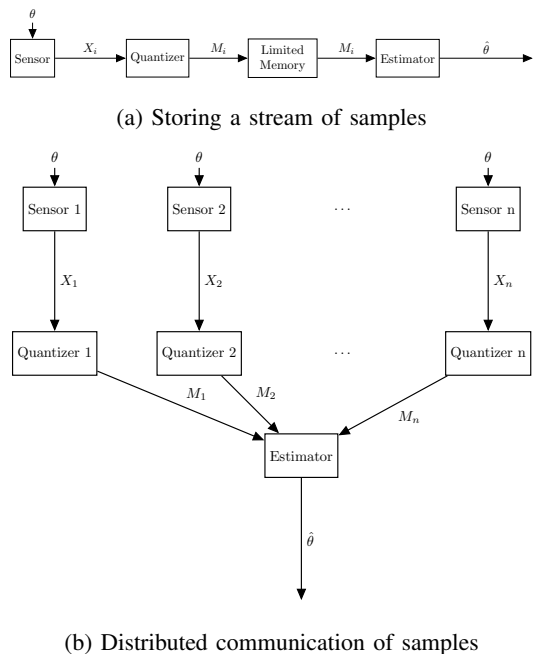 θ
Sensor
X_i
Quantizer
M_i
Limited
Memory
M_i
Estimator
θ̂
(a) Storing a stream of samples
θ θ θ
Sensor 1 Sensor 2 ... Sensor n
X_1 X_2 X_n
Quantizer 1 Quantizer 2 ... Quantizer n
M_1 M_2 M_n
Estimator
θ̂
(b) Distributed communication of samples